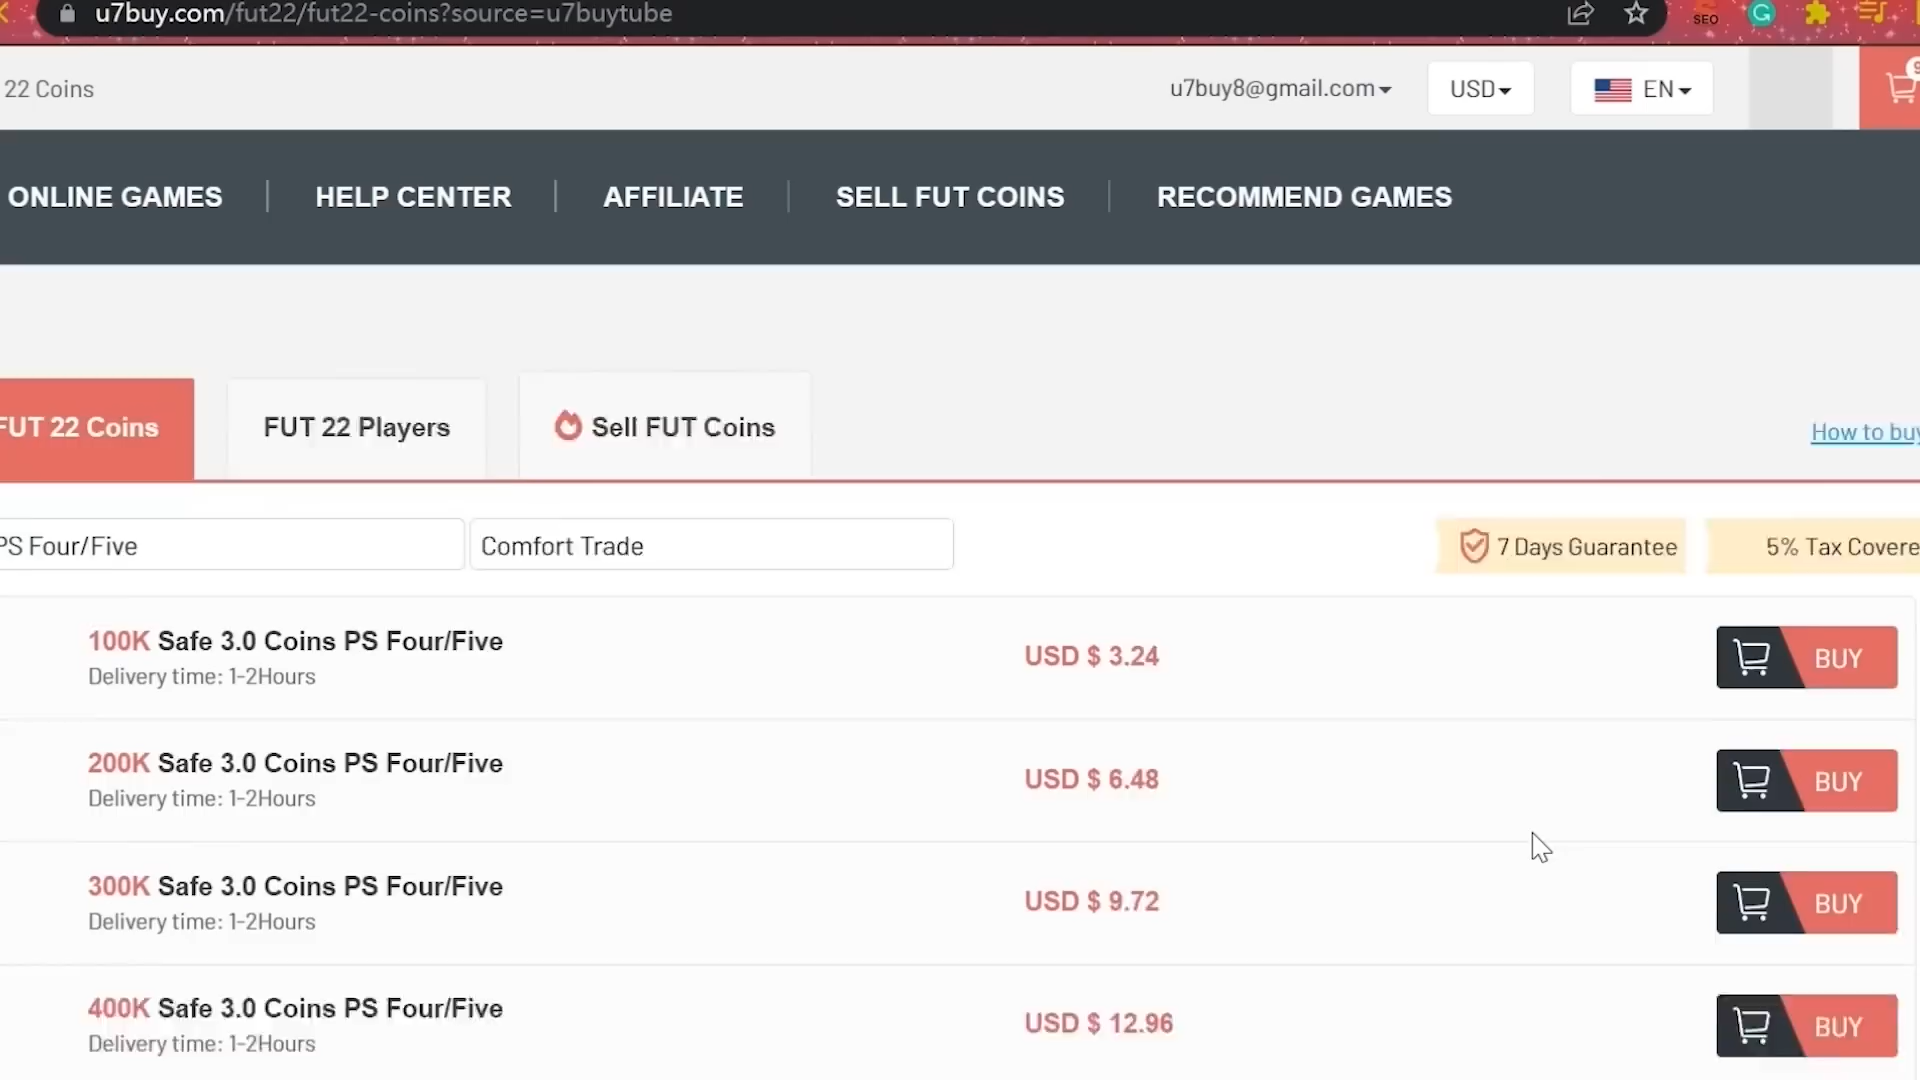 u7buy.com/fut22/fut22-coins?source=u7buytube
SEO
22 Coins
u7buy8@gmail.com
USD
EN
9
ONLINE GAMES
HELP CENTER
AFFILIATE
SELL FUT COINS
RECOMMEND GAMES
FUT 22 Coins
FUT 22 Players
Sell FUT Coins
How to buy
PS Four/Five
Comfort Trade
7 Days Guarantee
5% Tax Covere
100K Safe 3.0 Coins PS Four/Five
Delivery time: 1-2Hours
USD $ 3.24
BUY
200K Safe 3.0 Coins PS Four/Five
Delivery time: 1-2Hours
USD $ 6.48
BUY
300K Safe 3.0 Coins PS Four/Five
Delivery time: 1-2Hours
USD $ 9.72
BUY
400K Safe 3.0 Coins PS Four/Five
Delivery time: 1-2Hours
USD $ 12.96
BUY